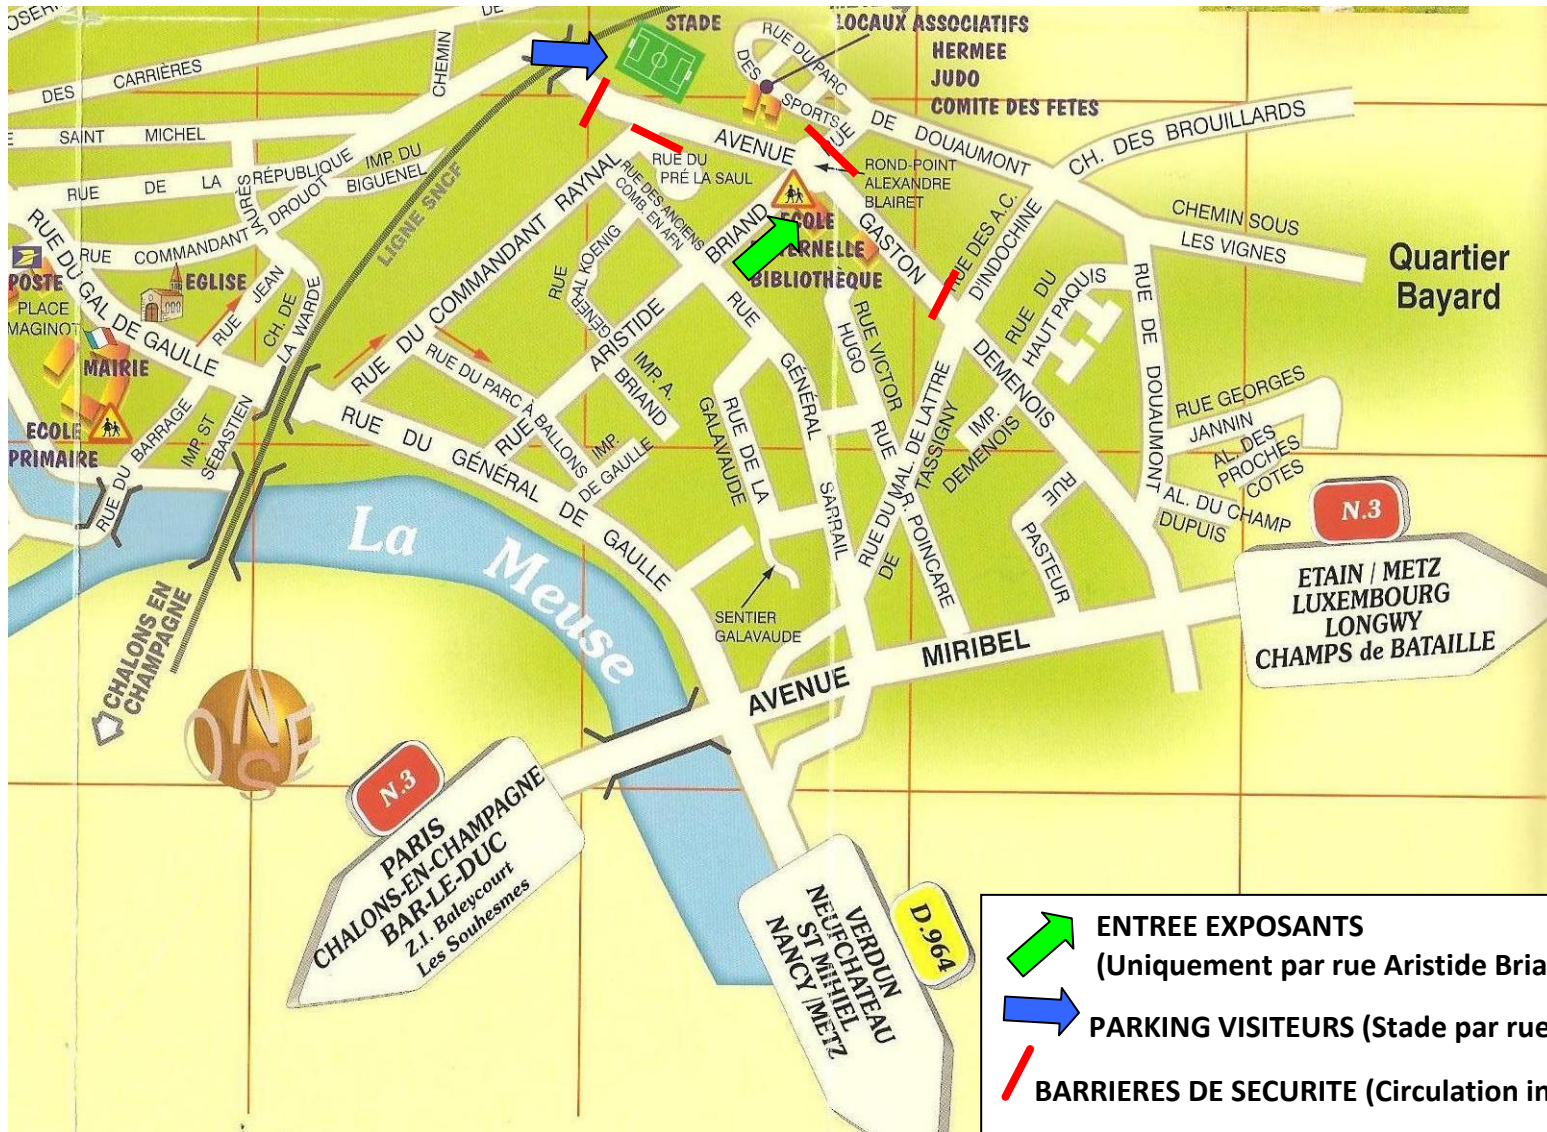 STADE
LOCAUX ASSOCIATIFS
HERMEE
JUDO
COMITE DES FETES
DES CARRIÈRES
CHEMIN
DE
SAINT MICHEL
RUE DE LA RÉPUBLIQUE
IMP. DU
BIGUENEL
RUE COMMANDANT DROUOT
JAURÈS
RUE JEAN
LIGNE SNCF
RUE DU PARC
DES SPORTS
DE DOUAUMONT
CH. DES BROUILLARDS
AVENUE
RUE DU
PRÉ LA SAUL
ROND-POINT
ALEXANDRE
BLAIRET
RUE DES ANCIENS
COMB. EN AFN
RUE DU COMMANDANT RAYNAL
BRIAND
ECOLE
BIBLIOTHEQUE
GASTON
RUE DES A.C.
D'INDOCHINE
CHEMIN SOUS
LES VIGNES
Quartier
Bayard
RUE DU GAL DE GAULLE
POSTE
PLACE
MAGINOT
MAIRIE
EGLISE
CH. DE
LA WARDE
RUE
GÉNÉRAL KOENIG
RUE ARISTIDE
IMP. A.
BRIAND
RUE DU PARC À BALLONS
RUE GÉNÉRAL SARRAIL
HUGO
RUE VICTOR
RUE DU
HAUT PAQUIS
RUE DE DOUAUMONT
DEMENOIS
IMP.
DEMENOIS
RUE GEORGES
JANNIN
AL. DES
PROCHES
COTES
AL. DU CHAMP
DUPUIS
ECOLE
PRIMAIRE
RUE DU BARRAGE
IMP. ST
SÉBASTIEN
RUE DU GÉNÉRAL DE GAULLE
IMP.
DE GAULLE
RUE DE LA
GALAVAUDE
RUE DU MAL DE LATTRE
DE
TASSIGNY
RUE
R. POINCARE
RUE
PASTEUR
La Meuse
SENTIER
GALAVAUDE
AVENUE MIRIBEL
N.3
ETAIN / METZ
LUXEMBOURG
LONGWY
CHAMPS de BATAILLE
CHALONS EN
CHAMPAGNE
N
O E
S
N.3
PARIS
CHALONS-EN-CHAMPAGNE
BAR-LE-DUC
Z.I. Baleycourt
Les Souhesmes
D.964
VERDUN
NEUFCHATEAU
ST MIHIEL
NANCY /METZ
ENTREE EXPOSANTS
(Uniquement par rue Aristide Bria
PARKING VISITEURS (Stade par rue
BARRIERES DE SECURITE (Circulation in